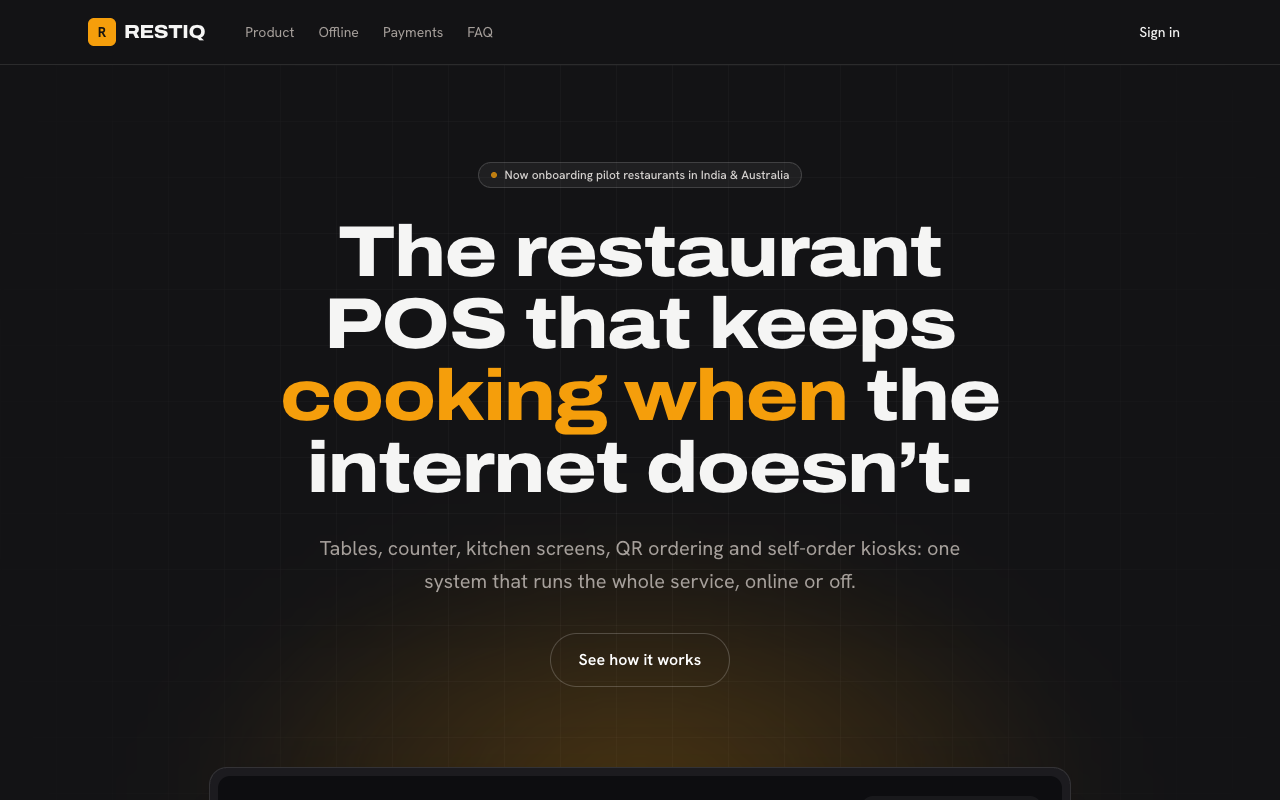 R RESTIQ Product Offline Payments FAQ Sign in
Now onboarding pilot restaurants in India & Australia
The restaurant
POS that keeps
cooking when the
internet doesn’t.
Tables, counter, kitchen screens, QR ordering and self-order kiosks: one
system that runs the whole service, online or off.
See how it works